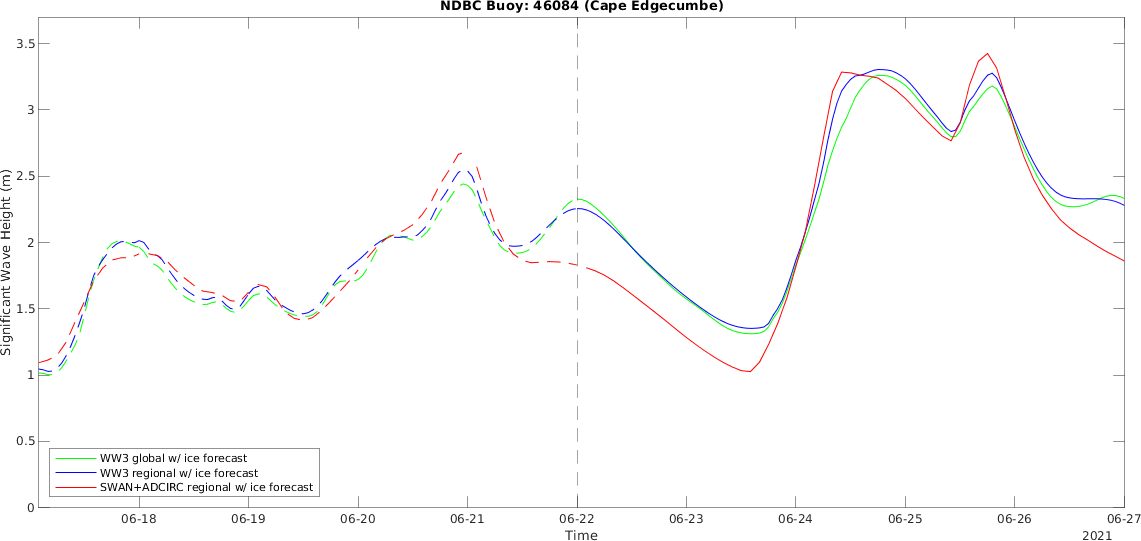 NDBC Buoy: 46084 (Cape Edgecumbe)
Significant Wave Height (m)
3.5
3
2.5
2
1.5
1
0.5
0
WW3 global w/ ice forecast
WW3 regional w/ ice forecast
SWAN+ADCIRC regional w/ ice forecast
06-18 06-19 06-20 06-21 06-22 06-23 06-24 06-25 06-26 06-27
Time
2021